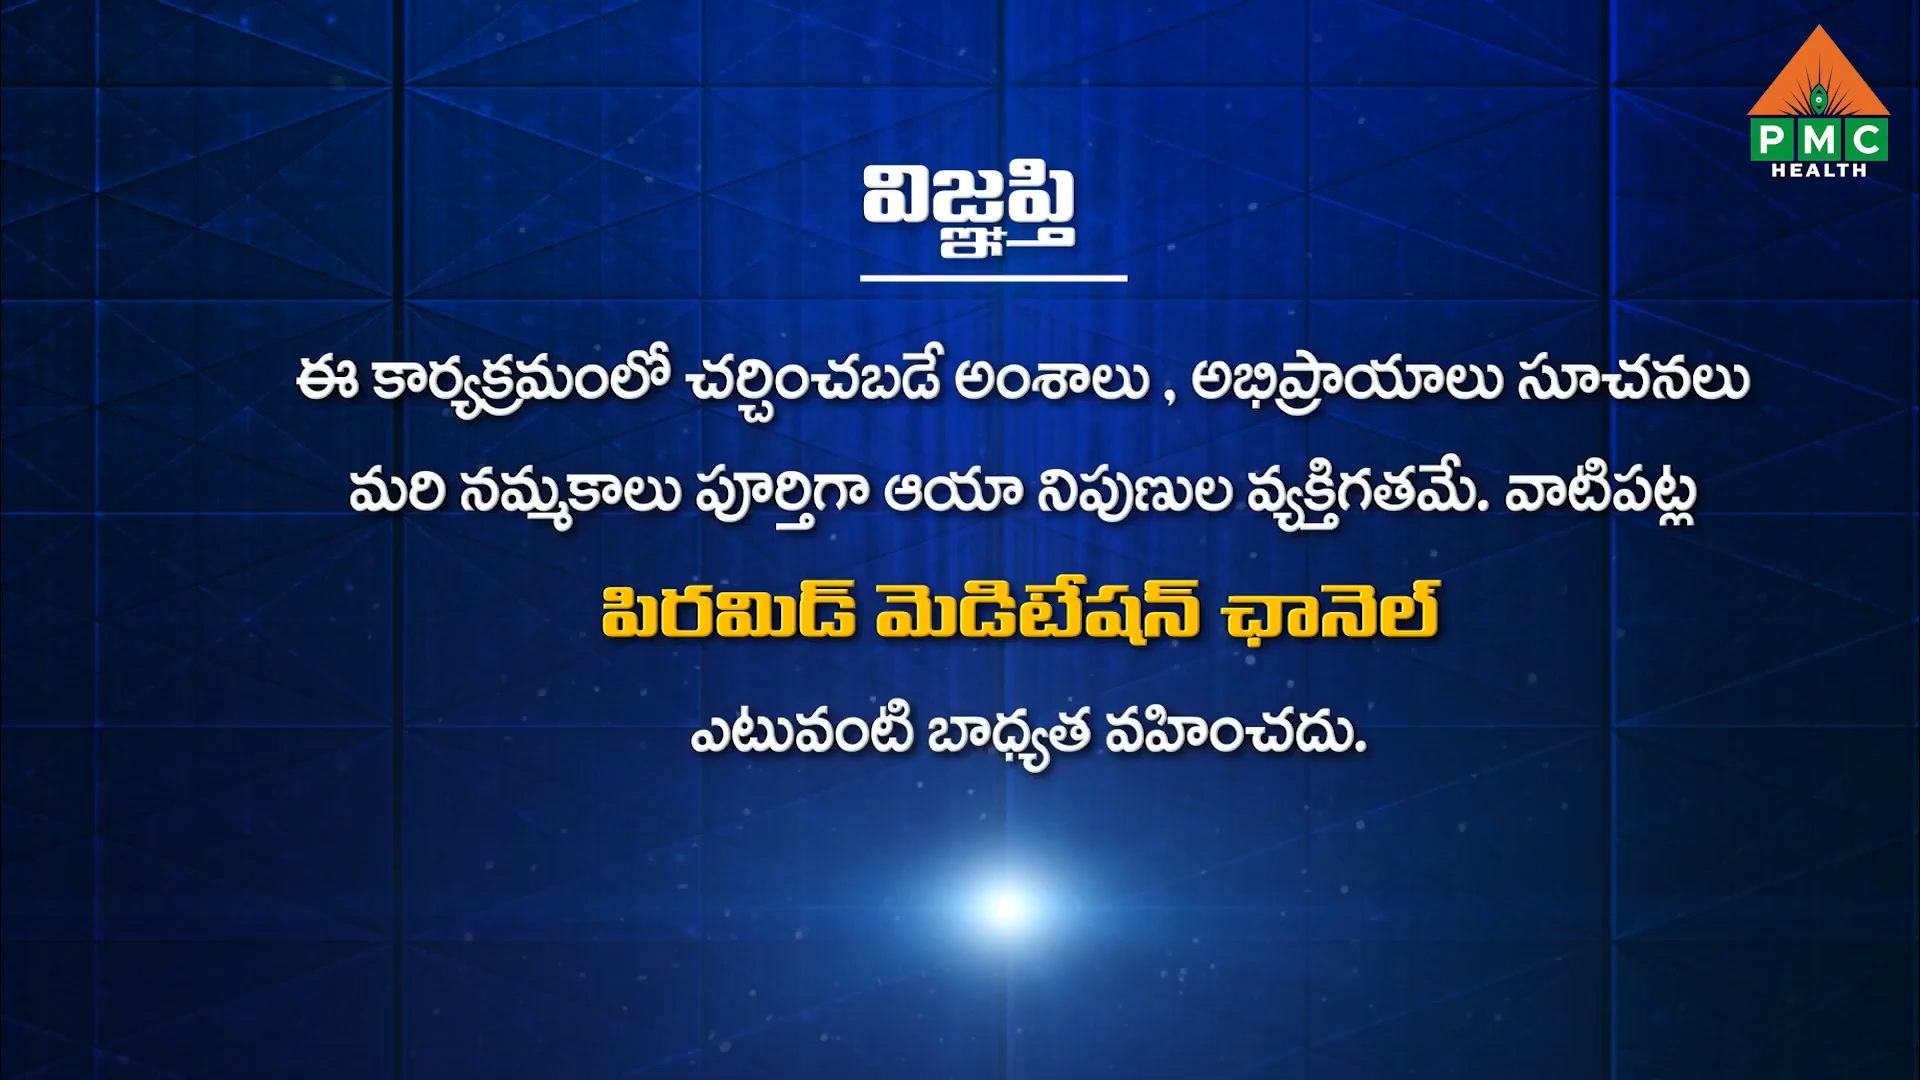 PMC
HEALTH
విజ్ఞప్తి
ఈ కార్యక్రమంలో చర్చించబడే అంశాలు , అభిప్రాయాలు సూచనలు
మరి నమ్మకాలు పూర్తిగా ఆయా నిపుణుల వ్యక్తిగతమే. వాటిపట్ల
పిరమిడ్ మెడిటేషన్ ఛానెల్
ఎటువంటి బాధ్యత వహించదు.